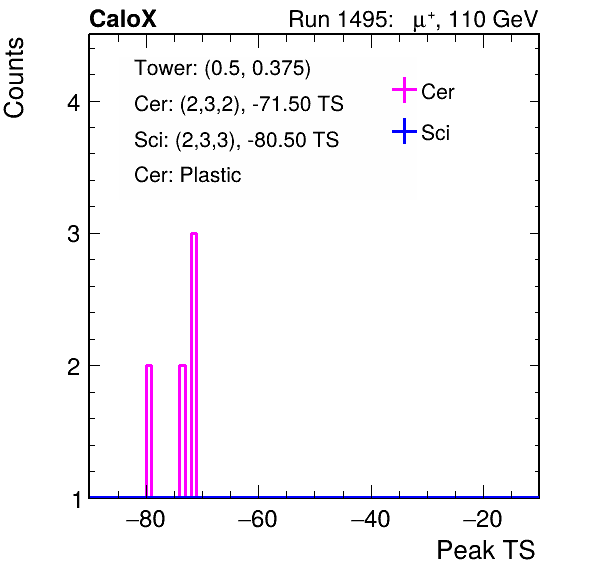 CaloX Run 1495: μ⁺, 110 GeV
Counts
Tower: (0.5, 0.375)
Cer: (2,3,2), -71.50 TS
Sci: (2,3,3), -80.50 TS
Cer: Plastic
Cer
Sci
4
3
2
1
−80 −60 −40 −20
Peak TS